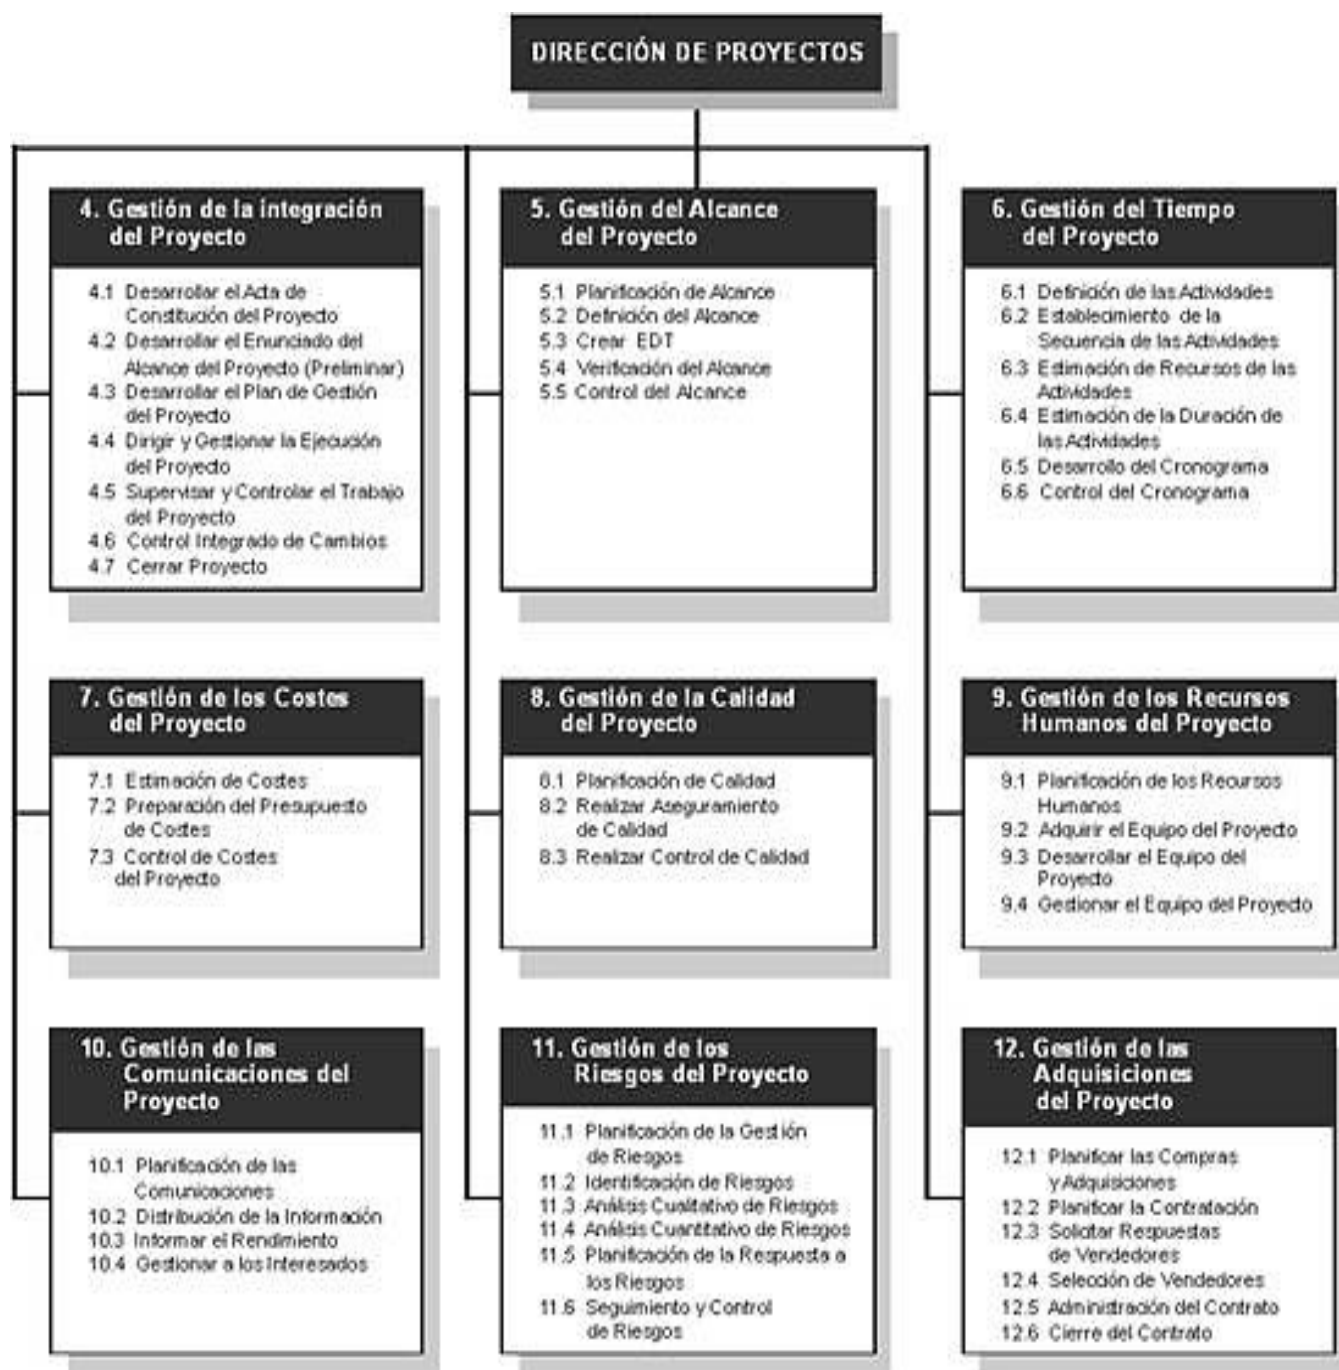 DIRECCIÓN DE PROYECTOS
4. Gestión de la integración
del Proyecto
4.1 Desarrollar el Acta de
Constitución del Proyecto
4.2 Desarrollar el Enunciado del
Alcance del Proyecto (Preliminar)
4.3 Desarrollar el Plan de Gestión
del Proyecto
4.4 Dirigir y Gestionar la Ejecución
del Proyecto
4.5 Supervisar y Controlar el Trabajo
del Proyecto
4.6 Control Integrado de Cambios
4.7 Cerrar Proyecto
5. Gestión del Alcance
del Proyecto
5.1 Planificación de Alcance
5.2 Definición del Alcance
5.3 Crear EDT
5.4 Verificación del Alcance
5.5 Control del Alcance
6. Gestión del Tiempo
del Proyecto
6.1 Definición de las Actividades
6.2 Establecimiento de la
Secuencia de las Actividades
6.3 Estimación de Recursos de las
Actividades
6.4 Estimación de la Duración de
las Actividades
6.5 Desarrollo del Cronograma
6.6 Control del Cronograma
7. Gestión de los Costes
del Proyecto
7.1 Estimación de Costes
7.2 Preparación del Presupuesto
de Costes
7.3 Control de Costes
del Proyecto
8. Gestión de la Calidad
del Proyecto
6.1 Planificación de Calidad
8.2 Realizar Aseguramiento
de Calidad
8.3 Realizar Control de Calidad
9. Gestión de los Recursos
Humanos del Proyecto
9.1 Planificación de los Recursos
Humanos
9.2 Adquirir el Equipo del Proyecto
9.3 Desarrollar el Equipo del
Proyecto
9.4 Gestionar el Equipo del Proyecto
10. Gestión de las
Comunicaciones del
Proyecto
10.1 Planificación de las
Comunicaciones
10.2 Distribución de la Información
10.3 Informar el Rendimiento
10.4 Gestionar a los Interesados
11. Gestión de los
Riesgos del Proyecto
11.1 Planificación de la Gestión
de Riesgos
11.2 Identificación de Riesgos
11.3 Análisis Cualitativo de Riesgos
11.4 Análisis Cuantitativo de Riesgos
11.5 Planificación de la Respuesta a
los Riesgos
11.6 Seguimiento y Control
de Riesgos
12. Gestión de las
Adquisiciones
del Proyecto
12.1 Planificar las Compras
y Adquisiciones
12.2 Planificar la Contratación
12.3 Solicitar Respuestas
de Vendedores
12.4 Selección de Vendedores
12.5 Administración del Contrato
12.6 Cierre del Contrato